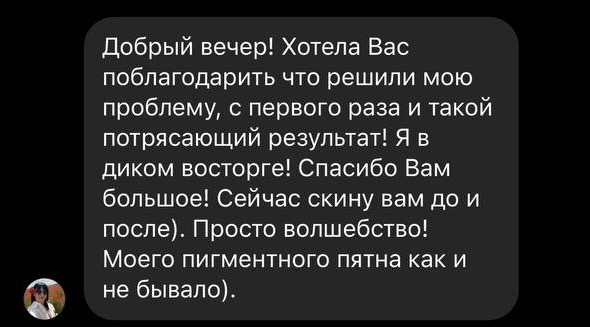 Добрый вечер! Хотела Вас
поблагодарить что решили мою
проблему, с первого раза и такой
потрясающий результат! Я в
диком восторге! Спасибо Вам
большое! Сейчас скину вам до и
после). Просто волшебство!
Моего пигментного пятна как и
не бывало).